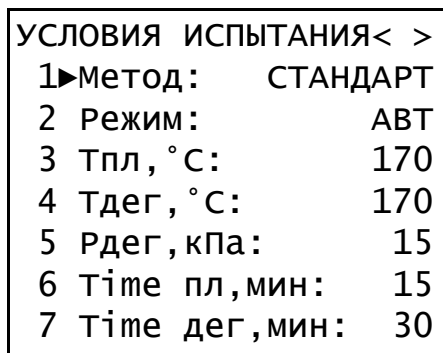 УСЛОВИЯ ИСПЫТАНИЯ< >
1►Метод: СТАНДАРТ
2 Режим: АВТ
3 Тпл,°С: 170
4 Тдег,°С: 170
5 Рдег,кПа: 15
6 Time пл,мин: 15
7 Time дег,мин: 30